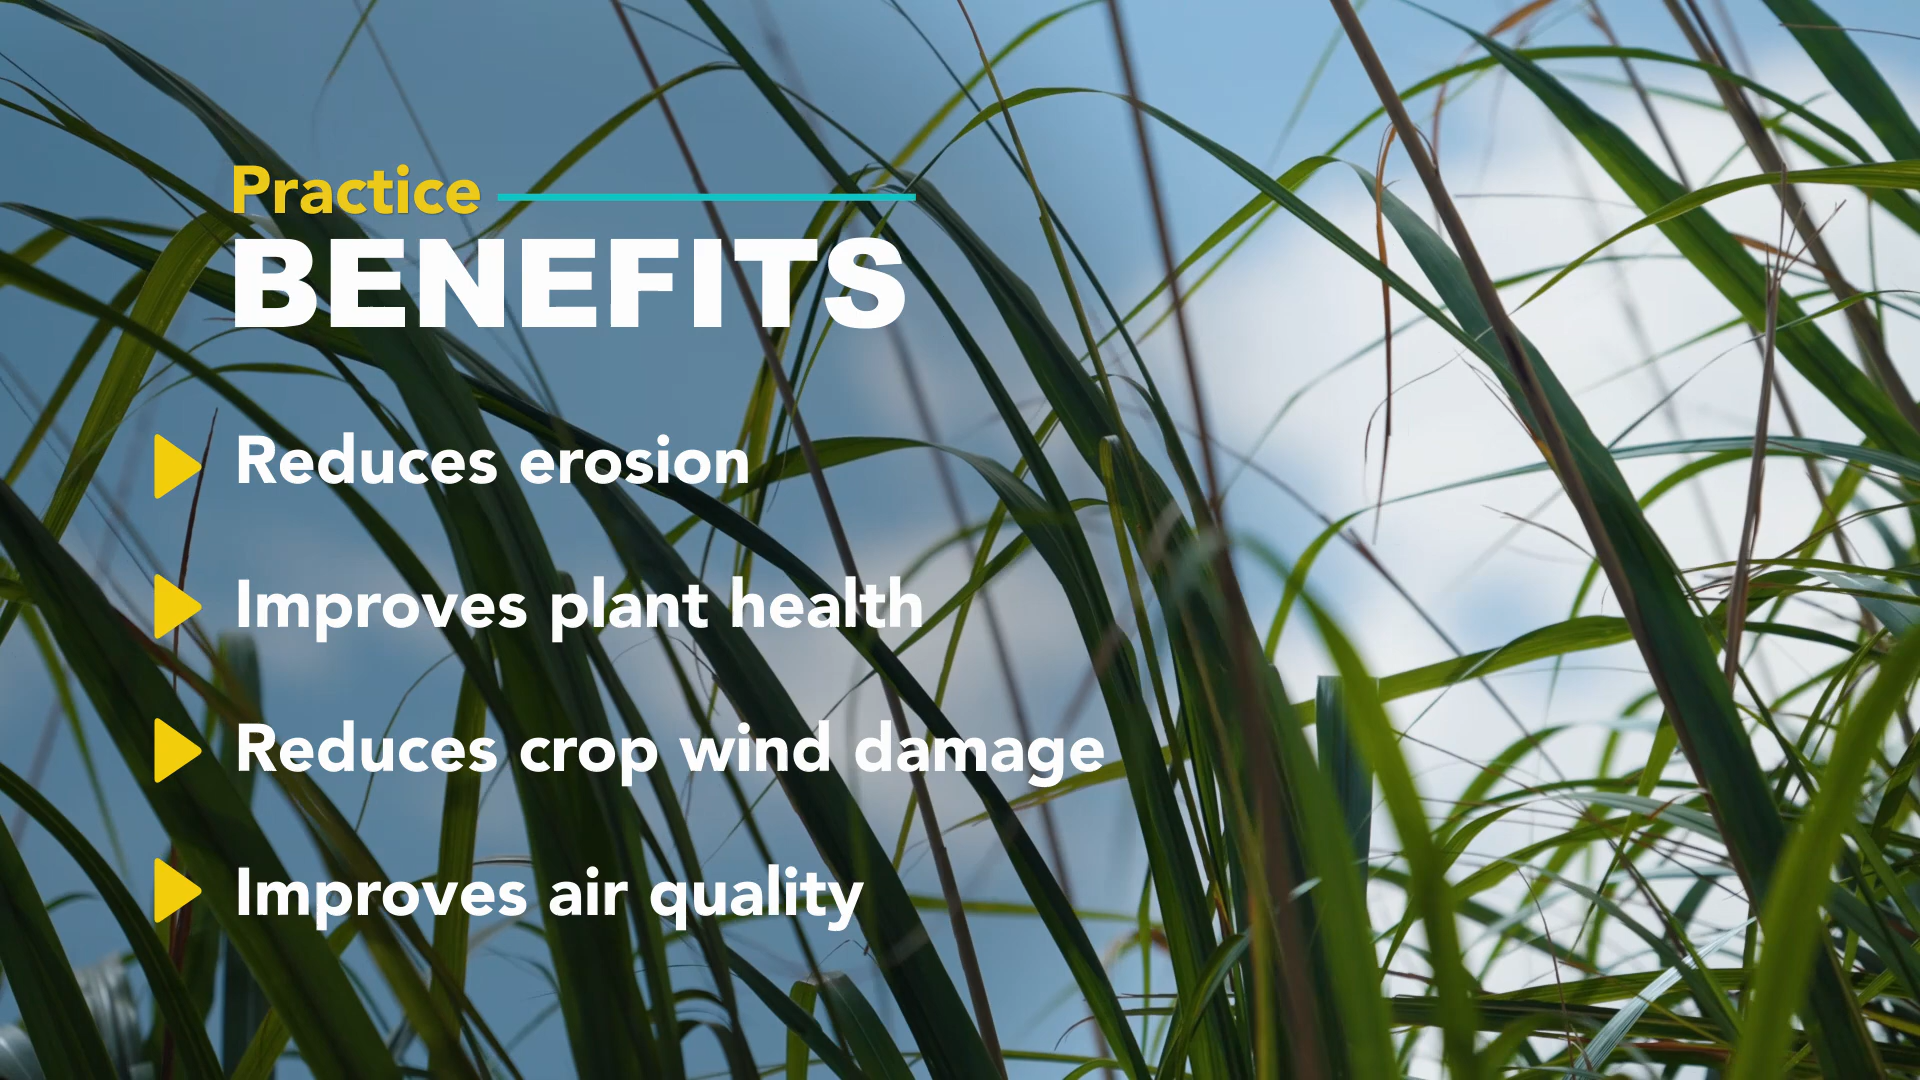 Practice
BENEFITS
Reduces erosion
Improves plant health
Reduces crop wind damage
Improves air quality